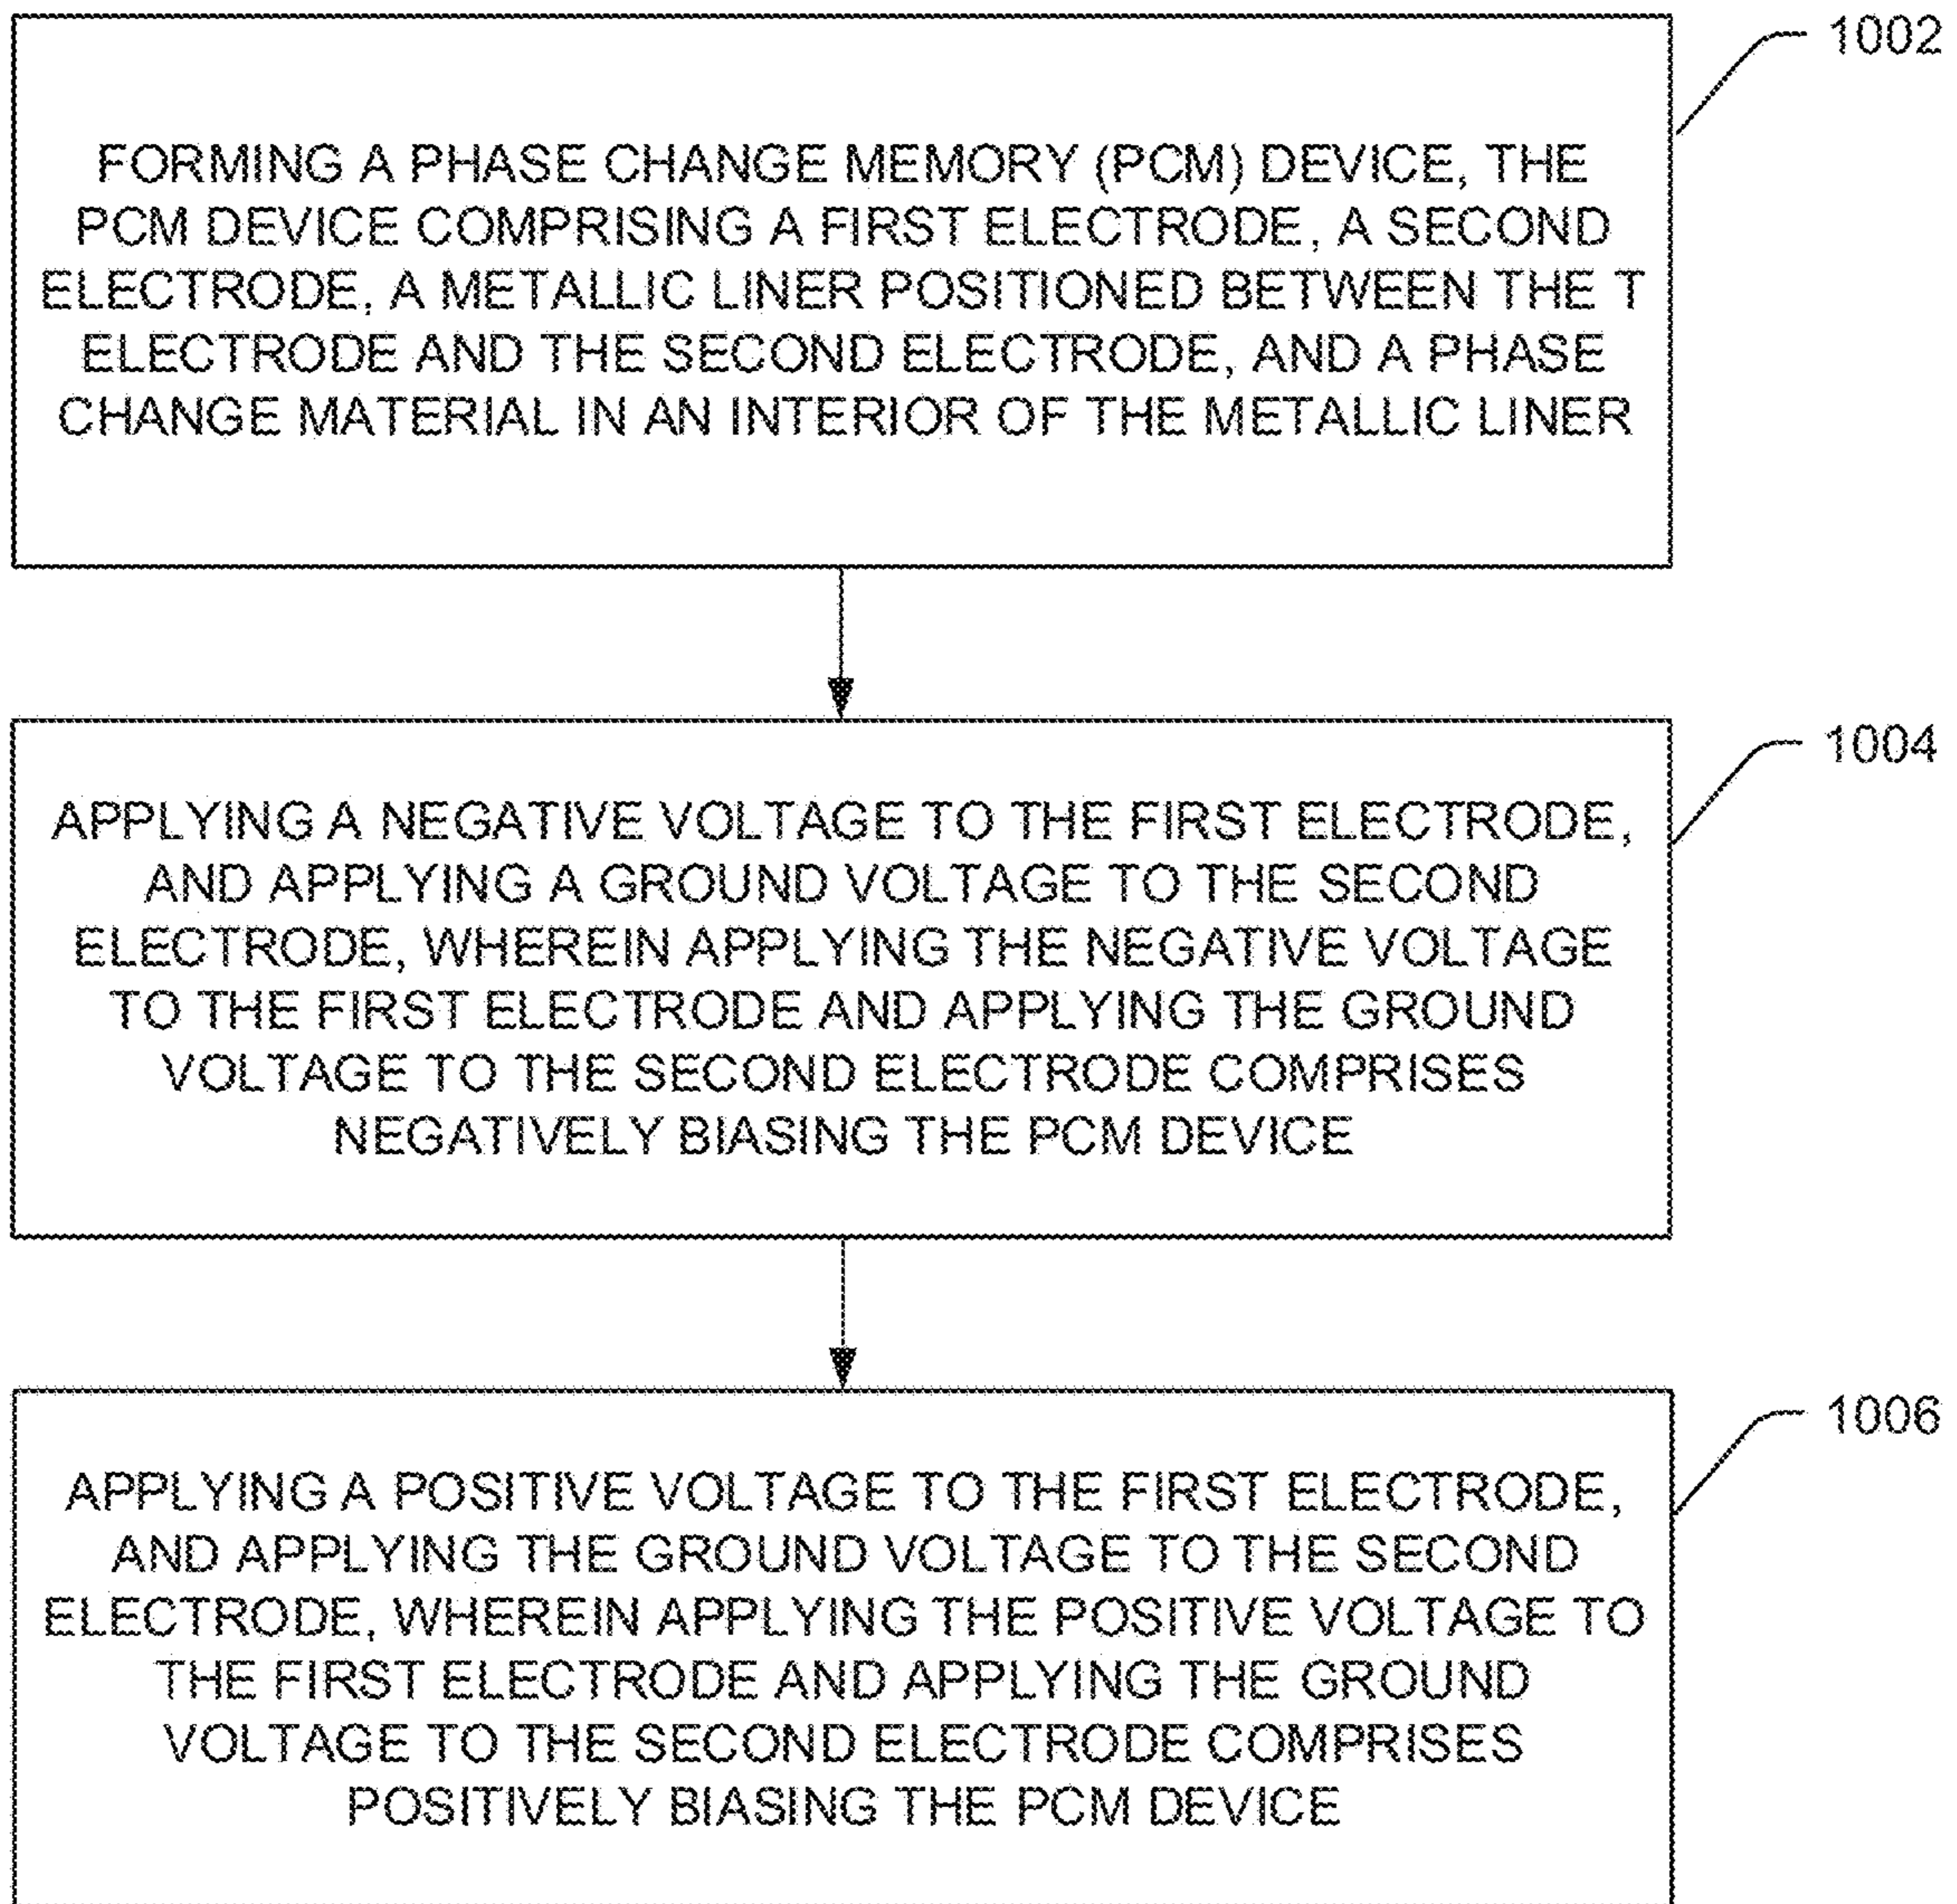 1002
FORMING A PHASE CHANGE MEMORY (PCM) DEVICE, THE
PCM DEVICE COMPRISING A FIRST ELECTRODE, A SECOND
ELECTRODE, A METALLIC LINER POSITIONED BETWEEN THE T
ELECTRODE AND THE SECOND ELECTRODE, AND A PHASE
CHANGE MATERIAL IN AN INTERIOR OF THE METALLIC LINER
1004
APPLYING A NEGATIVE VOLTAGE TO THE FIRST ELECTRODE,
AND APPLYING A GROUND VOLTAGE TO THE SECOND
ELECTRODE, WHEREIN APPLYING THE NEGATIVE VOLTAGE
TO THE FIRST ELECTRODE AND APPLYING THE GROUND
VOLTAGE TO THE SECOND ELECTRODE COMPRISES
NEGATIVELY BIASING THE PCM DEVICE
1006
APPLYING A POSITIVE VOLTAGE TO THE FIRST ELECTRODE,
AND APPLYING THE GROUND VOLTAGE TO THE SECOND
ELECTRODE, WHEREIN APPLYING THE POSITIVE VOLTAGE TO
THE FIRST ELECTRODE AND APPLYING THE GROUND
VOLTAGE TO THE SECOND ELECTRODE COMPRISES
POSITIVELY BIASING THE PCM DEVICE